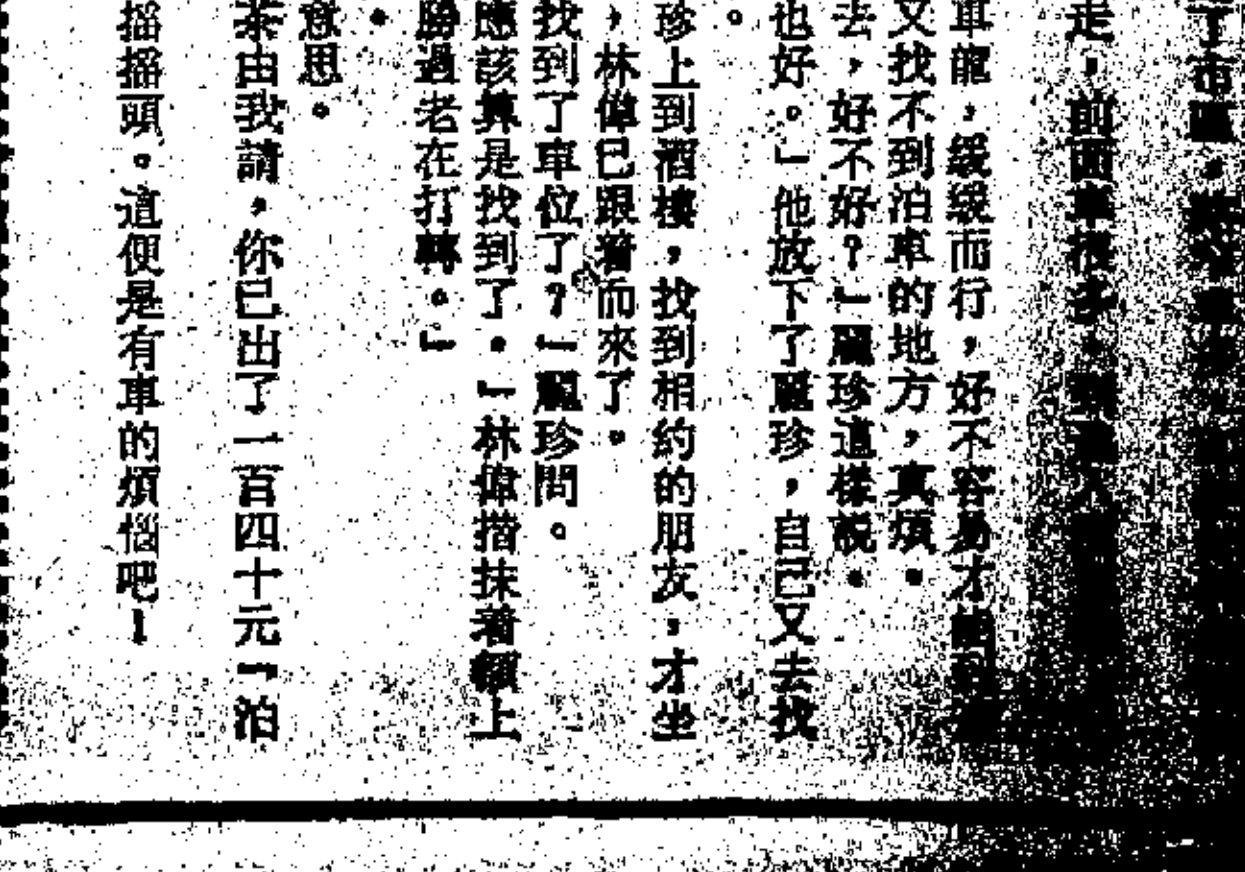 了市區，
走，前面車很多，
車龍，緩緩而行，好不容易才
又找不到泊車的地方，真煩。
去，好不好？」麗珍這樣說。
也好。」他放下了麗珍，自己又去找
。
珍上到酒樓，找到相約的朋友，才坐
，林偉已跟着而來了。
找到了車位了？」麗珍問。
應該算是找到了。」林偉揩抹着額上
勝過老在打轉。」
。
意思。
茶由我請，你已出了一百四十元「泊
搖搖頭。這便是有車的煩惱吧！